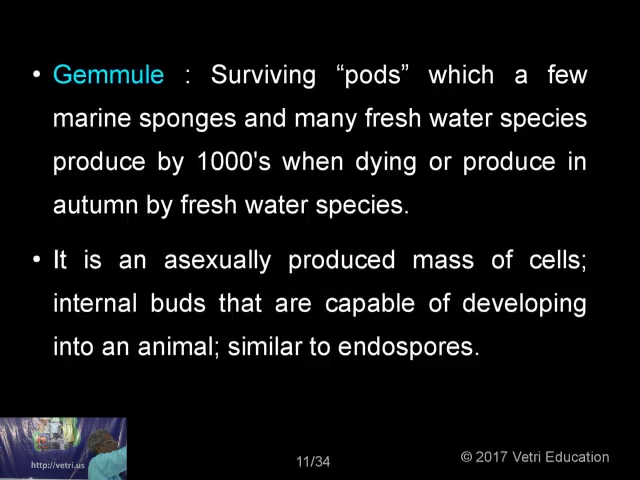 • Gemmule : Surviving “pods” which a few
marine sponges and many fresh water species
produce by 1000's when dying or produce in
autumn by fresh water species.
• It is an asexually produced mass of cells;
internal buds that are capable of developing
into an animal; similar to endospores.
http://vetri.us
11/34
© 2017 Vetri Education